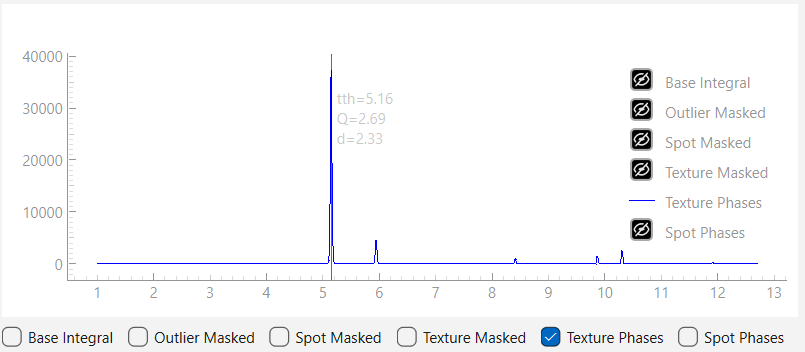 40000
30000
20000
10000
0
tth=5.16
Q=2.69
d=2.33
Base Integral
Outlier Masked
Spot Masked
Texture Masked
Texture Phases
Spot Phases
1 2 3 4 5 6 7 8 9 10 11 12 13
Base Integral Outlier Masked Spot Masked Texture Masked Texture Phases Spot Phases